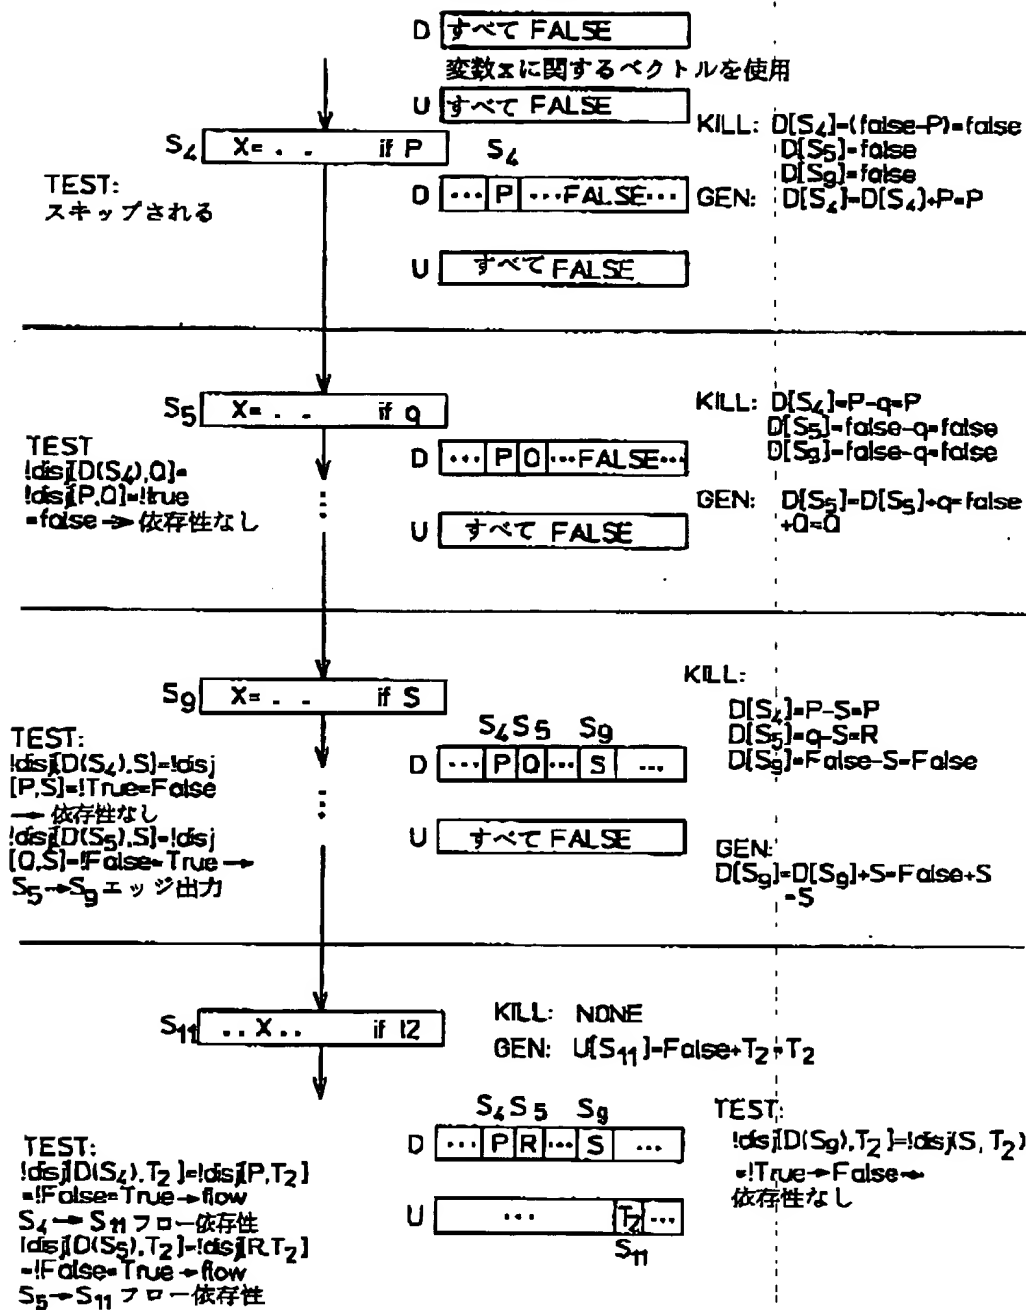 D すべて FALSE
変数xに関するベクトルを使用
U すべて FALSE
KILL: D[S4]=(false-P)=false
D[S5]=false
D[S9]=false
S4 X= . . if P
S4
TEST:
スキップされる
D ... P ...FALSE...
GEN: D[S4]=D[S4]+P=P
U すべて FALSE
S5 X= . . if q
KILL: D[S4]=P-q=P
D[S5]=false-q=false
D[S9]=false-q=false
TEST
!disj[D(S4),Q]=
!disj[P,Q]=!true
=false→依存性なし
D ... P Q ...FALSE...
GEN: D[S5]=D[S5]+q=false
+Q=Q
U すべて FALSE
S9 X= . . if S
KILL:
D[S4]=P-S=P
D[S5]=q-S=R
D[S9]=False-S=False
TEST:
!disj[D(S4),S]=!disj
[P,S]=!True=False
→ 依存性なし
!disj[D(S5),S]=!disj
[Q,S]=!False=True→
S5→S9エッジ出力
S4 S5 S9
D ... P Q ... S ...
U すべて FALSE
GEN:
D[S9]=D[S9]+S=False+S
=S
S11 ..X.. if T2
KILL: NONE
GEN: U[S11]=False+T2=T2
S4 S5 S9
D ... P R ... S ...
U ... T2 ...
S11
TEST:
!disj[D(S9),T2]=!disj(S,T2)
=!True→False→
依存性なし
TEST:
!disj[D(S4),T2]=!disj[P,T2]
=!False=True→flow
S4→S11フロー依存性
!disj[D(S5),T2]=!disj[R,T2]
=!False=True→flow
S5→S11フロー依存性